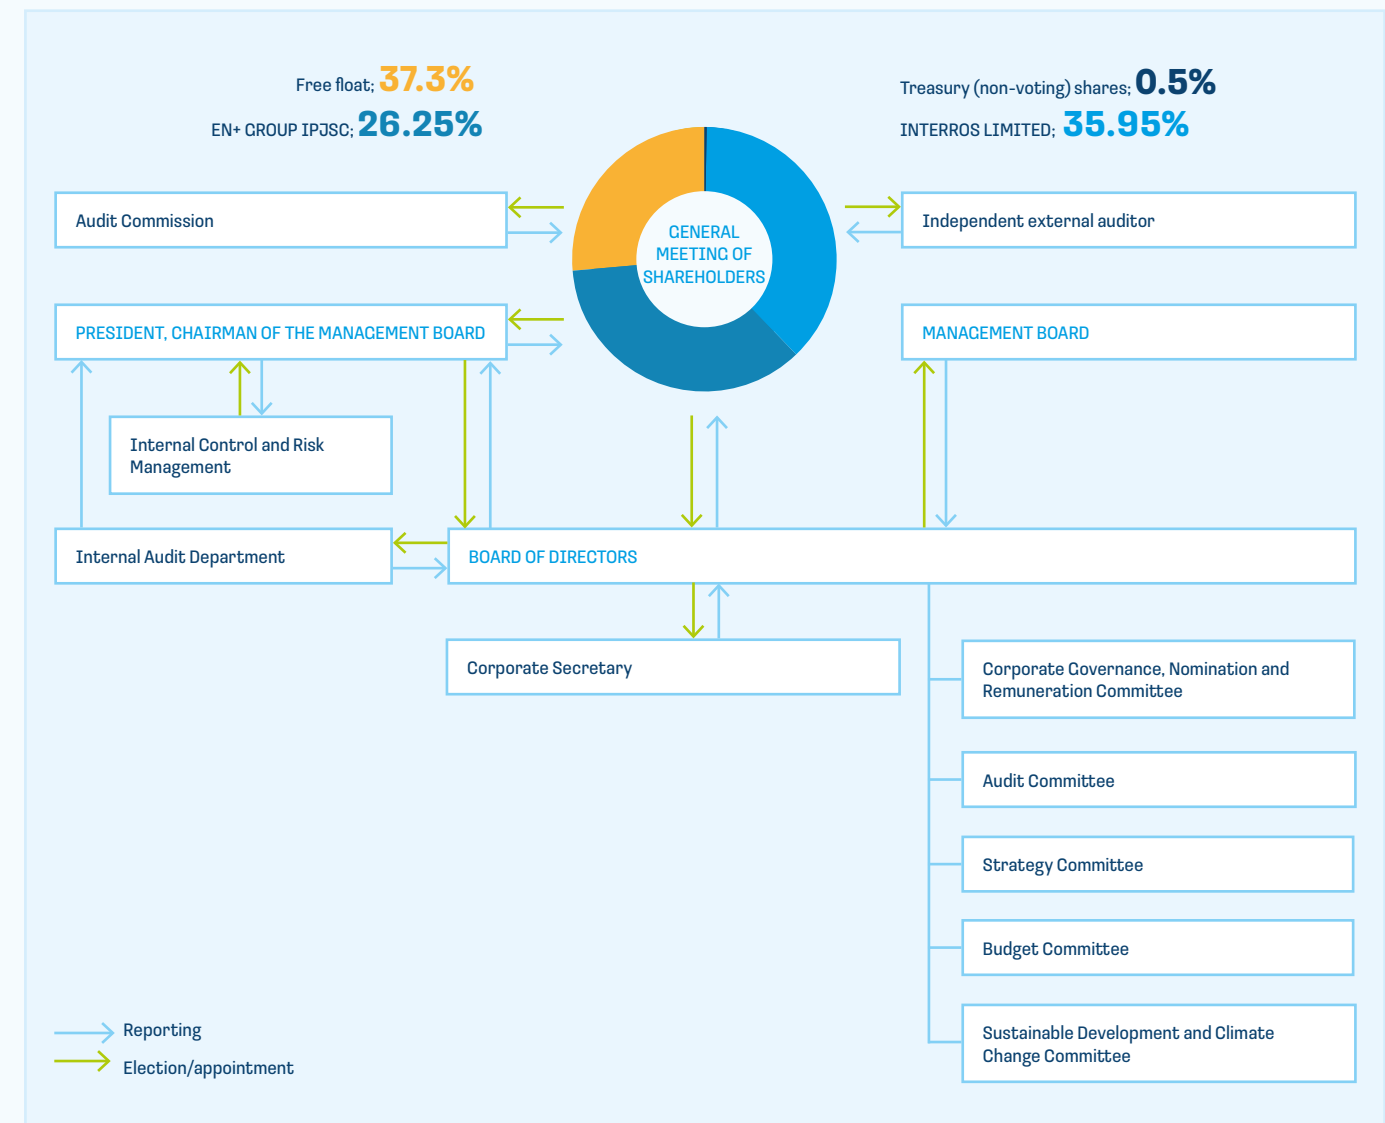 Free float; 37.3%
EN+ GROUP IPJSC; 26.25%
Treasury (non-voting) shares; 0.5%
INTERROS LIMITED; 35.95%
Audit Commission
GENERAL
MEETING OF
SHAREHOLDERS
Independent external auditor
PRESIDENT, CHAIRMAN OF THE MANAGEMENT BOARD
MANAGEMENT BOARD
Internal Control and Risk
Management
Internal Audit Department
BOARD OF DIRECTORS
Corporate Secretary
Corporate Governance, Nomination and
Remuneration Committee
Audit Committee
Strategy Committee
Budget Committee
Sustainable Development and Climate
Change Committee
Reporting
Election/appointment